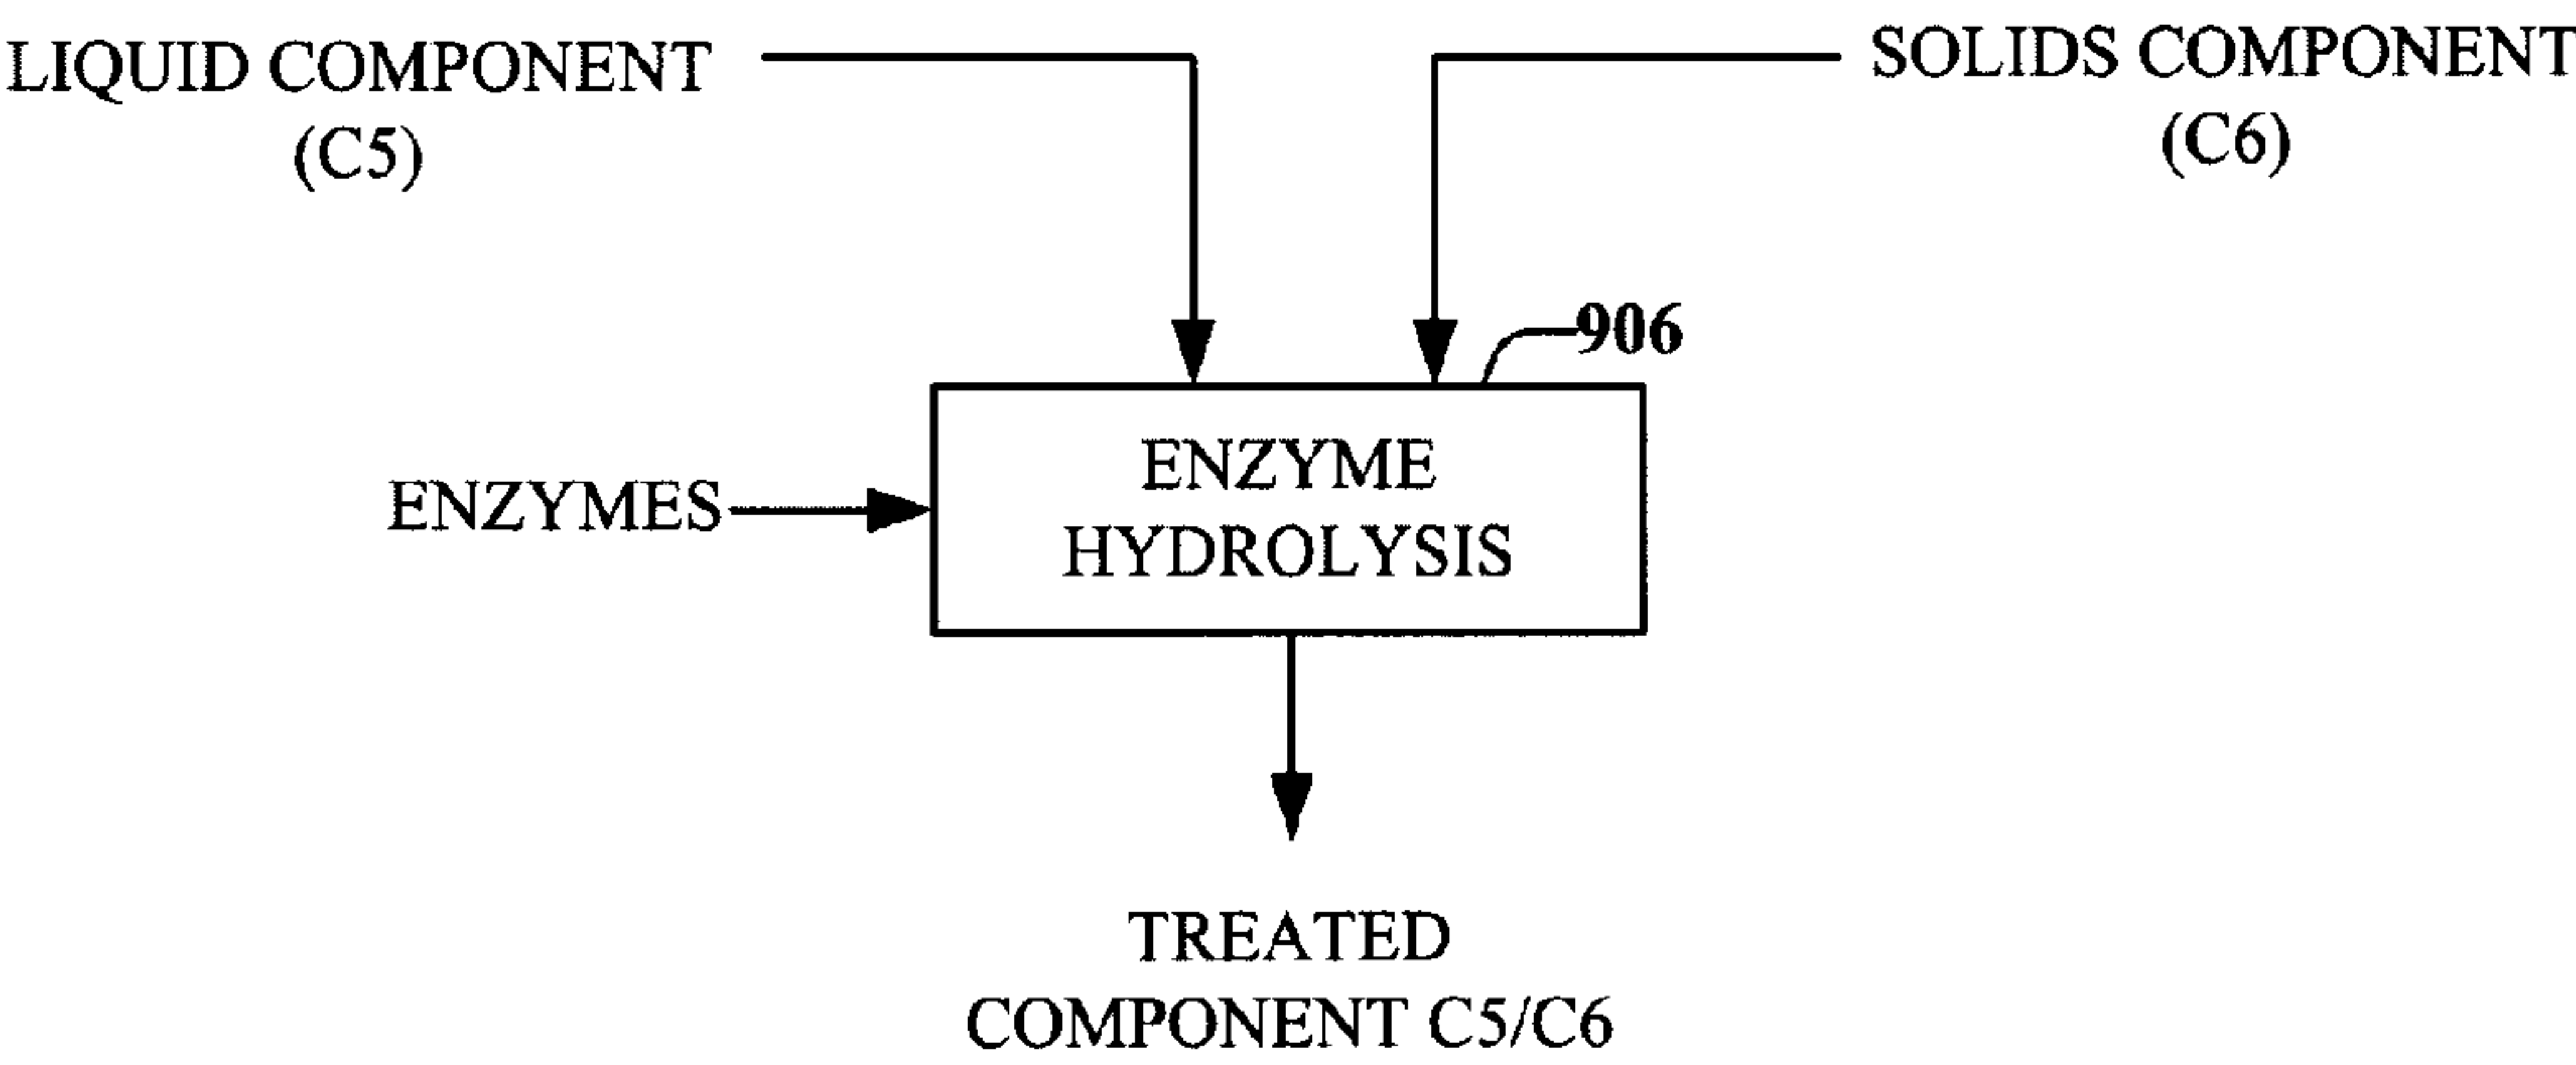 LIQUID COMPONENT
(C5)
SOLIDS COMPONENT
(C6)
906
ENZYMES
ENZYME
HYDROLYSIS
TREATED
COMPONENT C5/C6